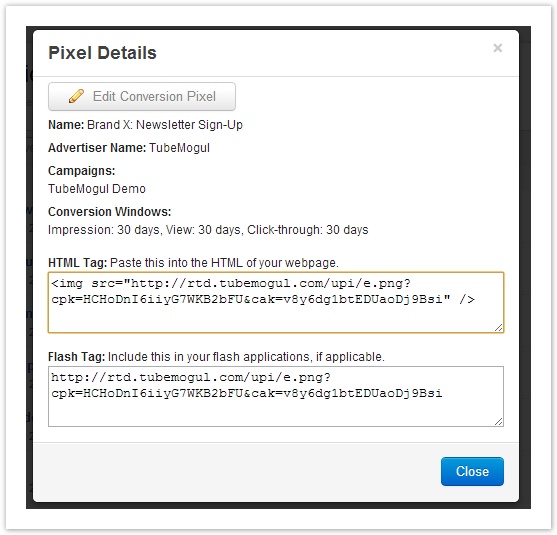 Pixel Details
×
Edit Conversion Pixel
Name: Brand X: Newsletter Sign-Up
Advertiser Name: TubeMogul
Campaigns:
TubeMogul Demo
Conversion Windows:
Impression: 30 days, View: 30 days, Click-through: 30 days
HTML Tag: Paste this into the HTML of your webpage.
<img src="http://rtd.tubemogul.com/upi/e.png?
cpk=HCHoDnI6iiyG7WKB2bFU&cak=v8y6dg1btEDUaoDj9Bsi" />
Flash Tag: Include this in your flash applications, if applicable.
http://rtd.tubemogul.com/upi/e.png?
cpk=HCHoDnI6iiyG7WKB2bFU&cak=v8y6dg1btEDUaoDj9Bsi
Close